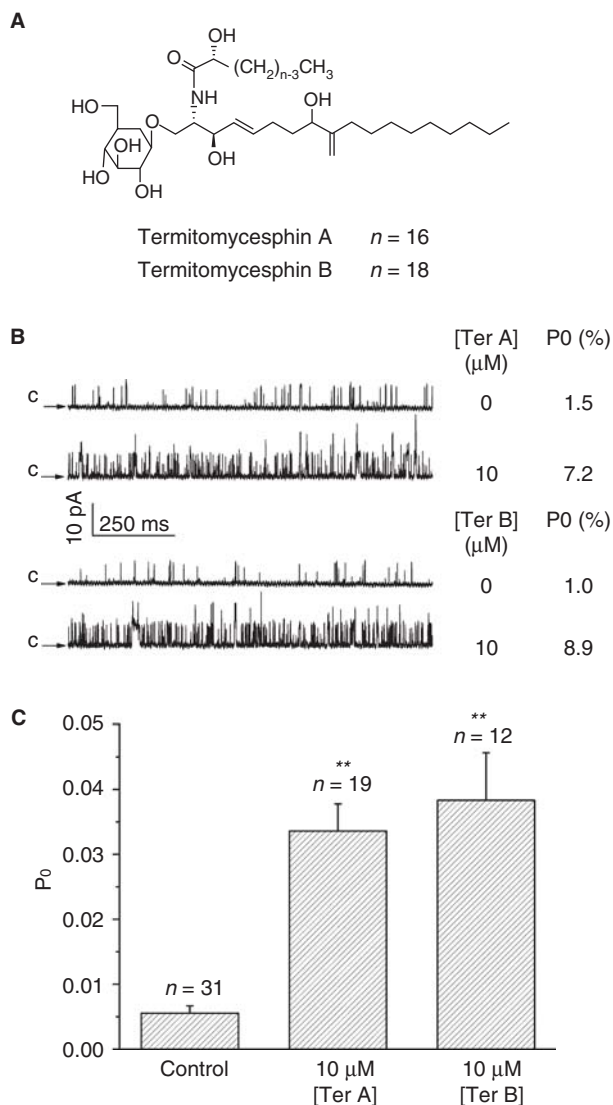 A
OH
O
(CH2)n-3CH3
HO
NH
OH
O
OH
OH
HO
OH
Termitomycesphin A n = 16
Termitomycesphin B n = 18
B
[Ter A] P0 (%)
(µM)
c 0 1.5
c 10 7.2
10 pA
250 ms
[Ter B] P0 (%)
(µM)
c 0 1.0
c 10 8.9
C
0.05
0.04
0.03
0.02
0.01
0.00
P0
n = 31
**
n = 19
**
n = 12
Control
10 µM
[Ter A]
10 µM
[Ter B]